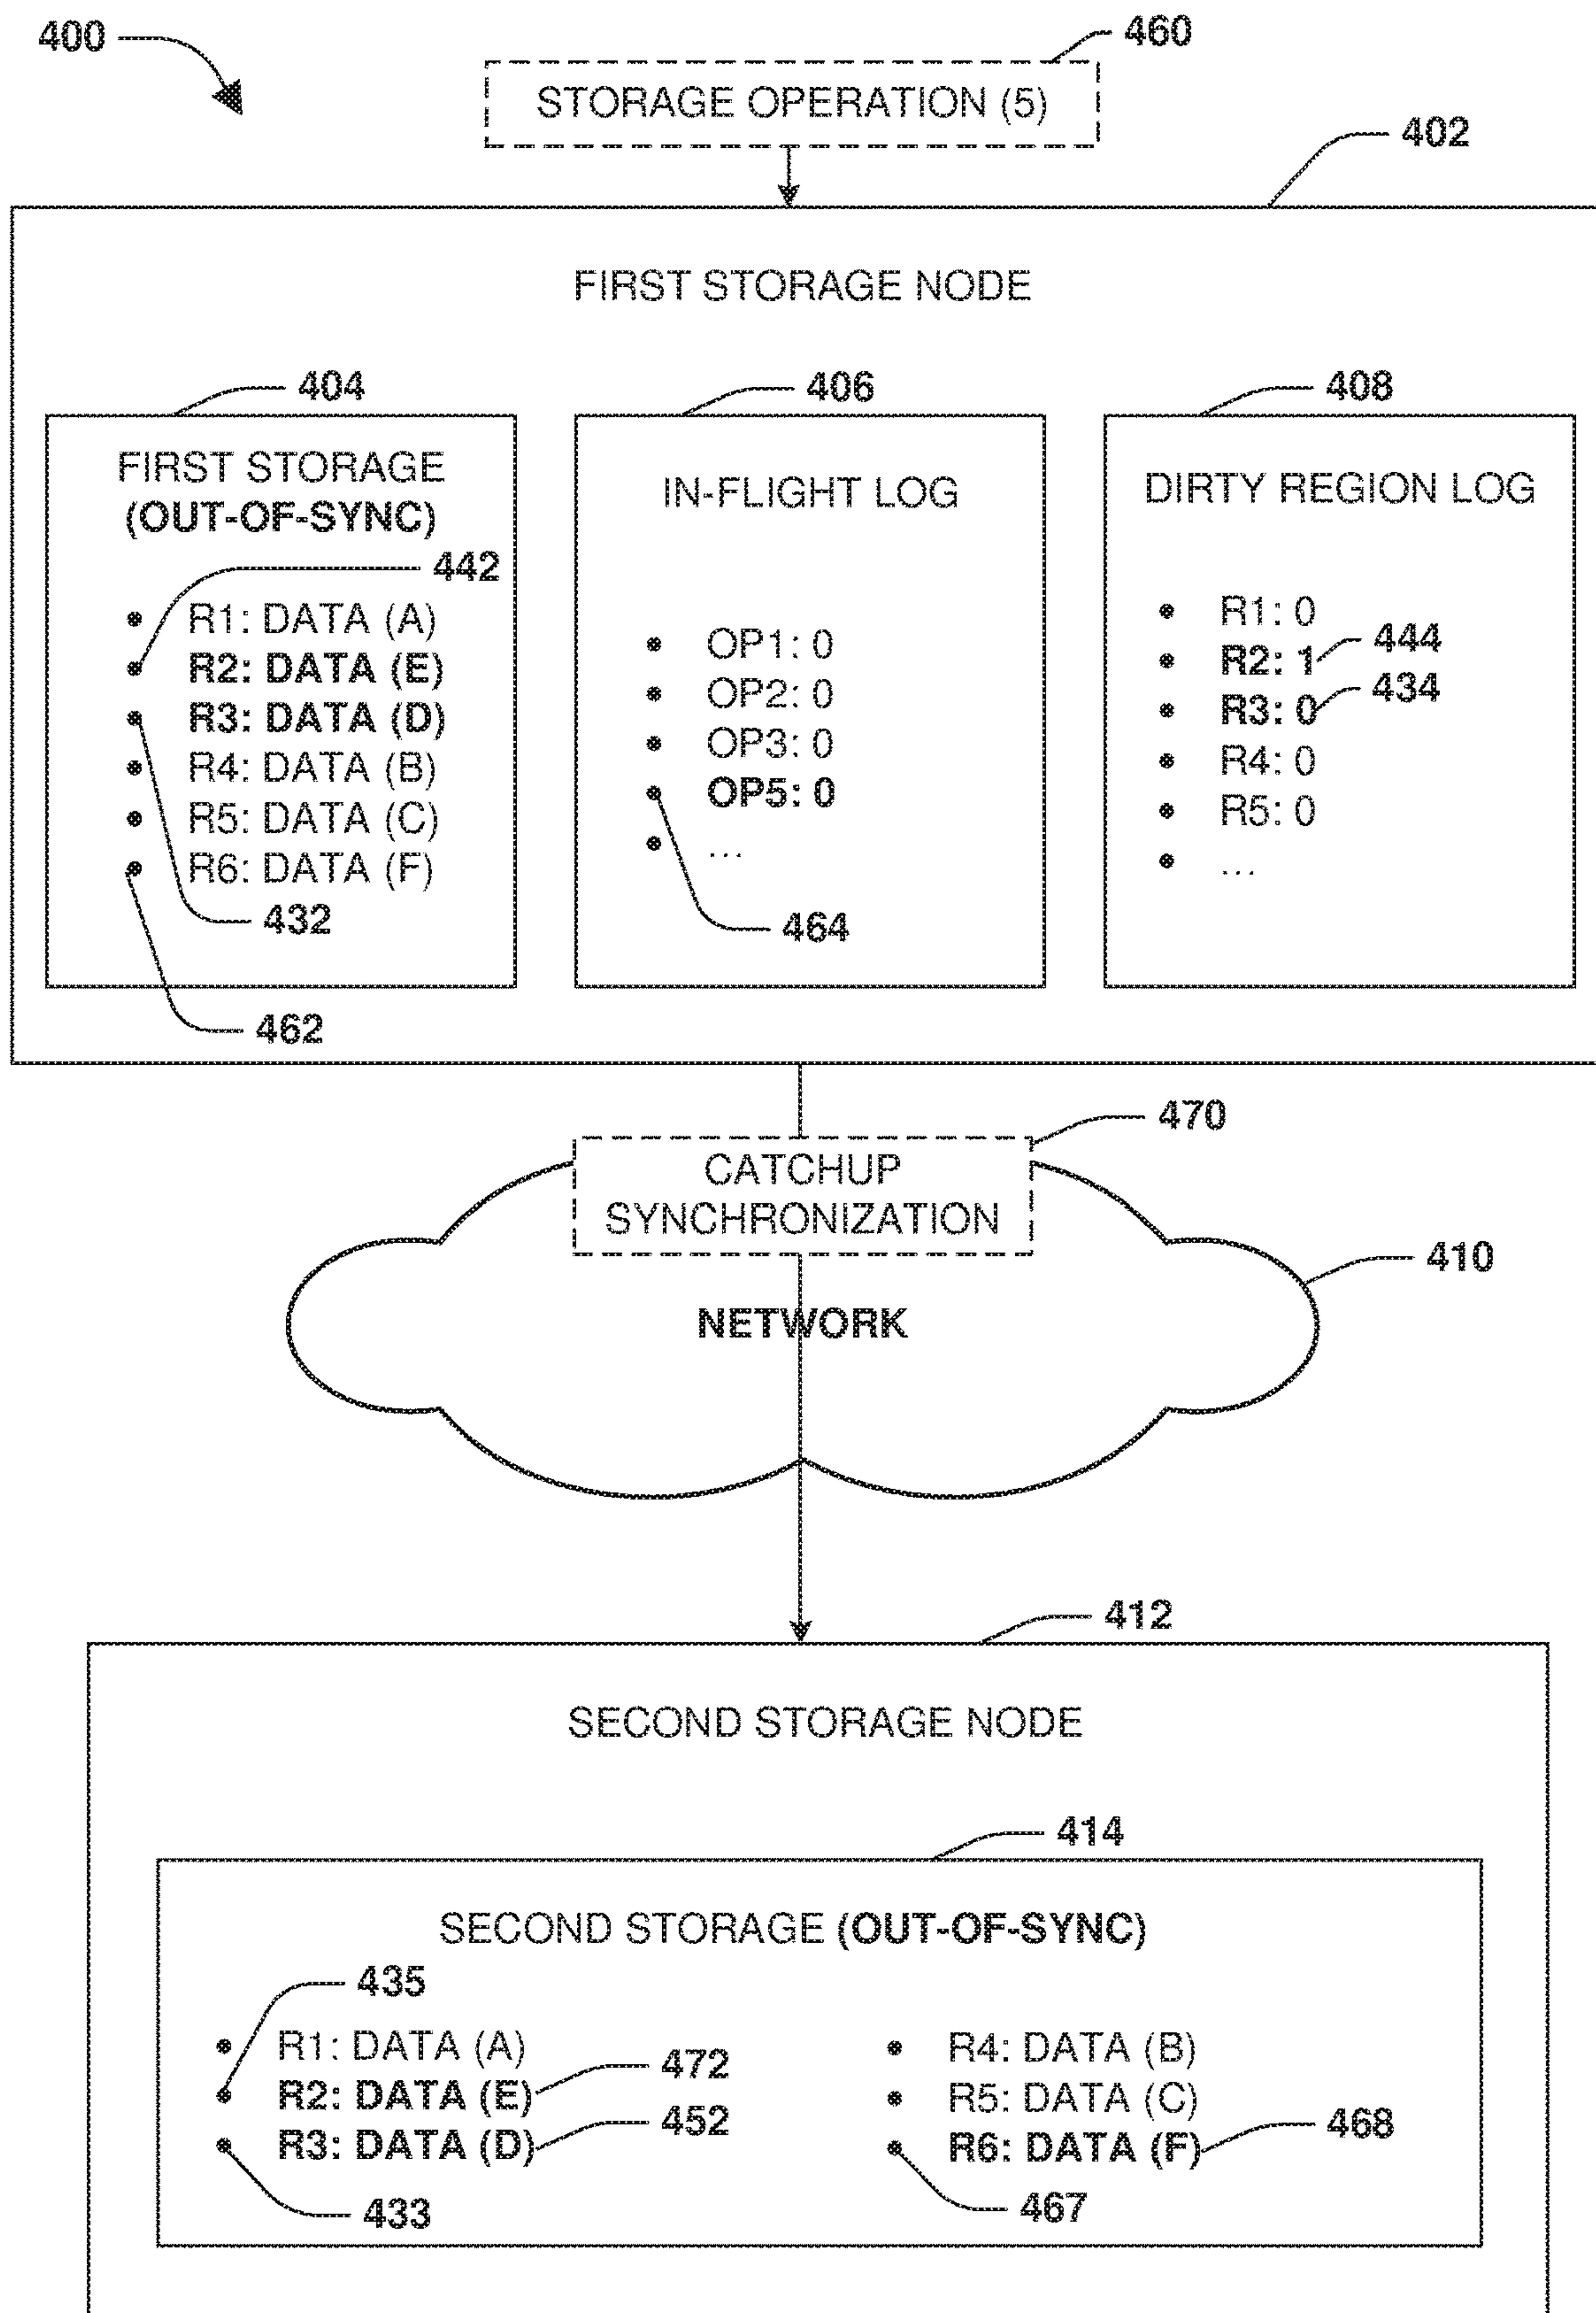 400
460
STORAGE OPERATION (5)
402
FIRST STORAGE NODE
404
406
408
FIRST STORAGE
(OUT-OF-SYNC)
442
R1: DATA (A)
R2: DATA (E)
R3: DATA (D)
R4: DATA (B)
R5: DATA (C)
R6: DATA (F)
432
462
IN-FLIGHT LOG
OP1: 0
OP2: 0
OP3: 0
OP5: 0
...
464
DIRTY REGION LOG
R1: 0
R2: 1
444
R3: 0
434
R4: 0
R5: 0
...
470
CATCHUP
SYNCHRONIZATION
410
NETWORK
412
SECOND STORAGE NODE
414
SECOND STORAGE (OUT-OF-SYNC)
435
R1: DATA (A)
R2: DATA (E)
472
R3: DATA (D)
452
433
R4: DATA (B)
R5: DATA (C)
R6: DATA (F)
468
467